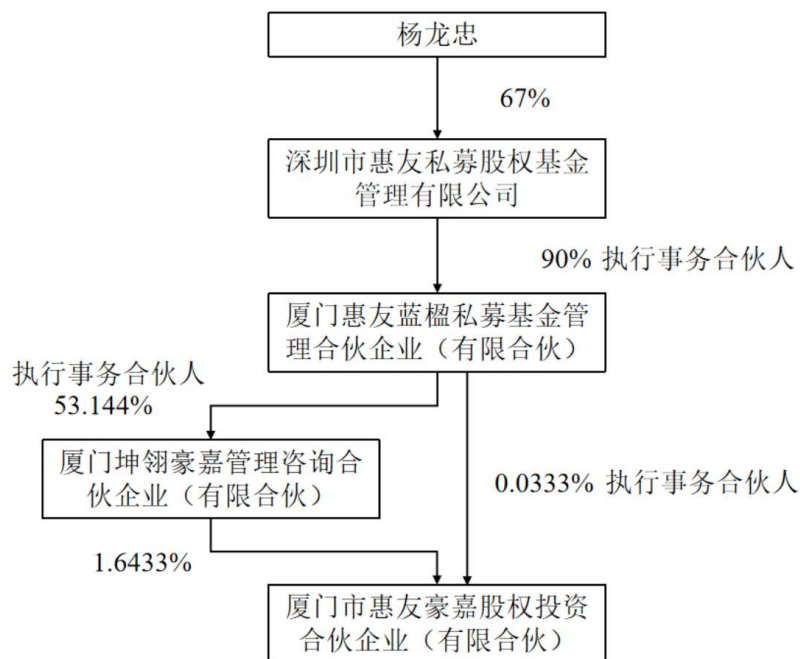 杨龙忠
67%
深圳市惠友私募股权基金
管理有限公司
90% 执行事务合伙人
厦门惠友蓝楹私募基金管
理合伙企业（有限合伙）
执行事务合伙人
53.144%
厦门坤翎豪嘉管理咨询合
伙企业（有限合伙）
0.0333% 执行事务合伙人
1.6433%
厦门市惠友豪嘉股权投资
合伙企业（有限合伙）